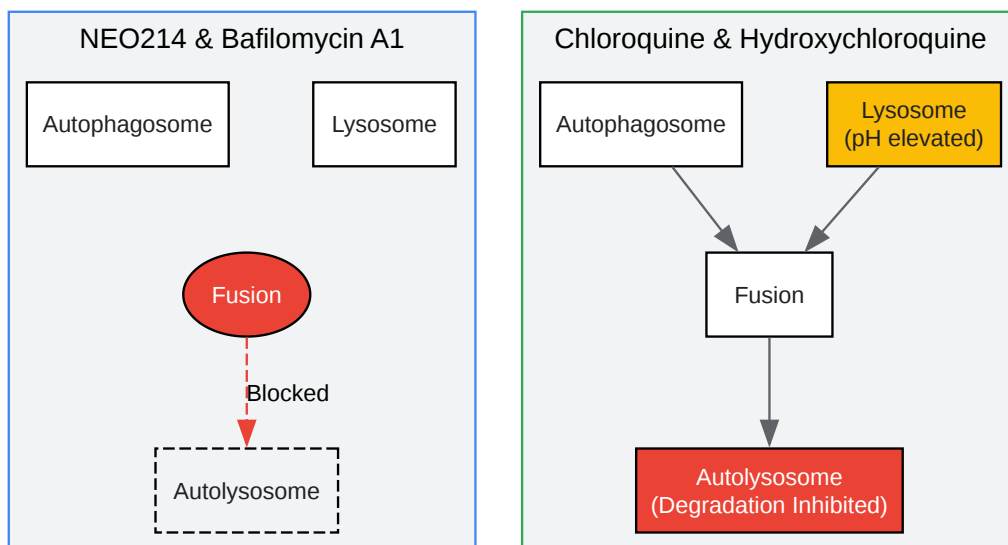 NEO214 & Bafilomycin A1
Autophagosome
Lysosome
Fusion
Blocked
Autolysosome
Chloroquine & Hydroxychloroquine
Autophagosome
Lysosome
(pH elevated)
Fusion
Autolysosome
(Degradation Inhibited)